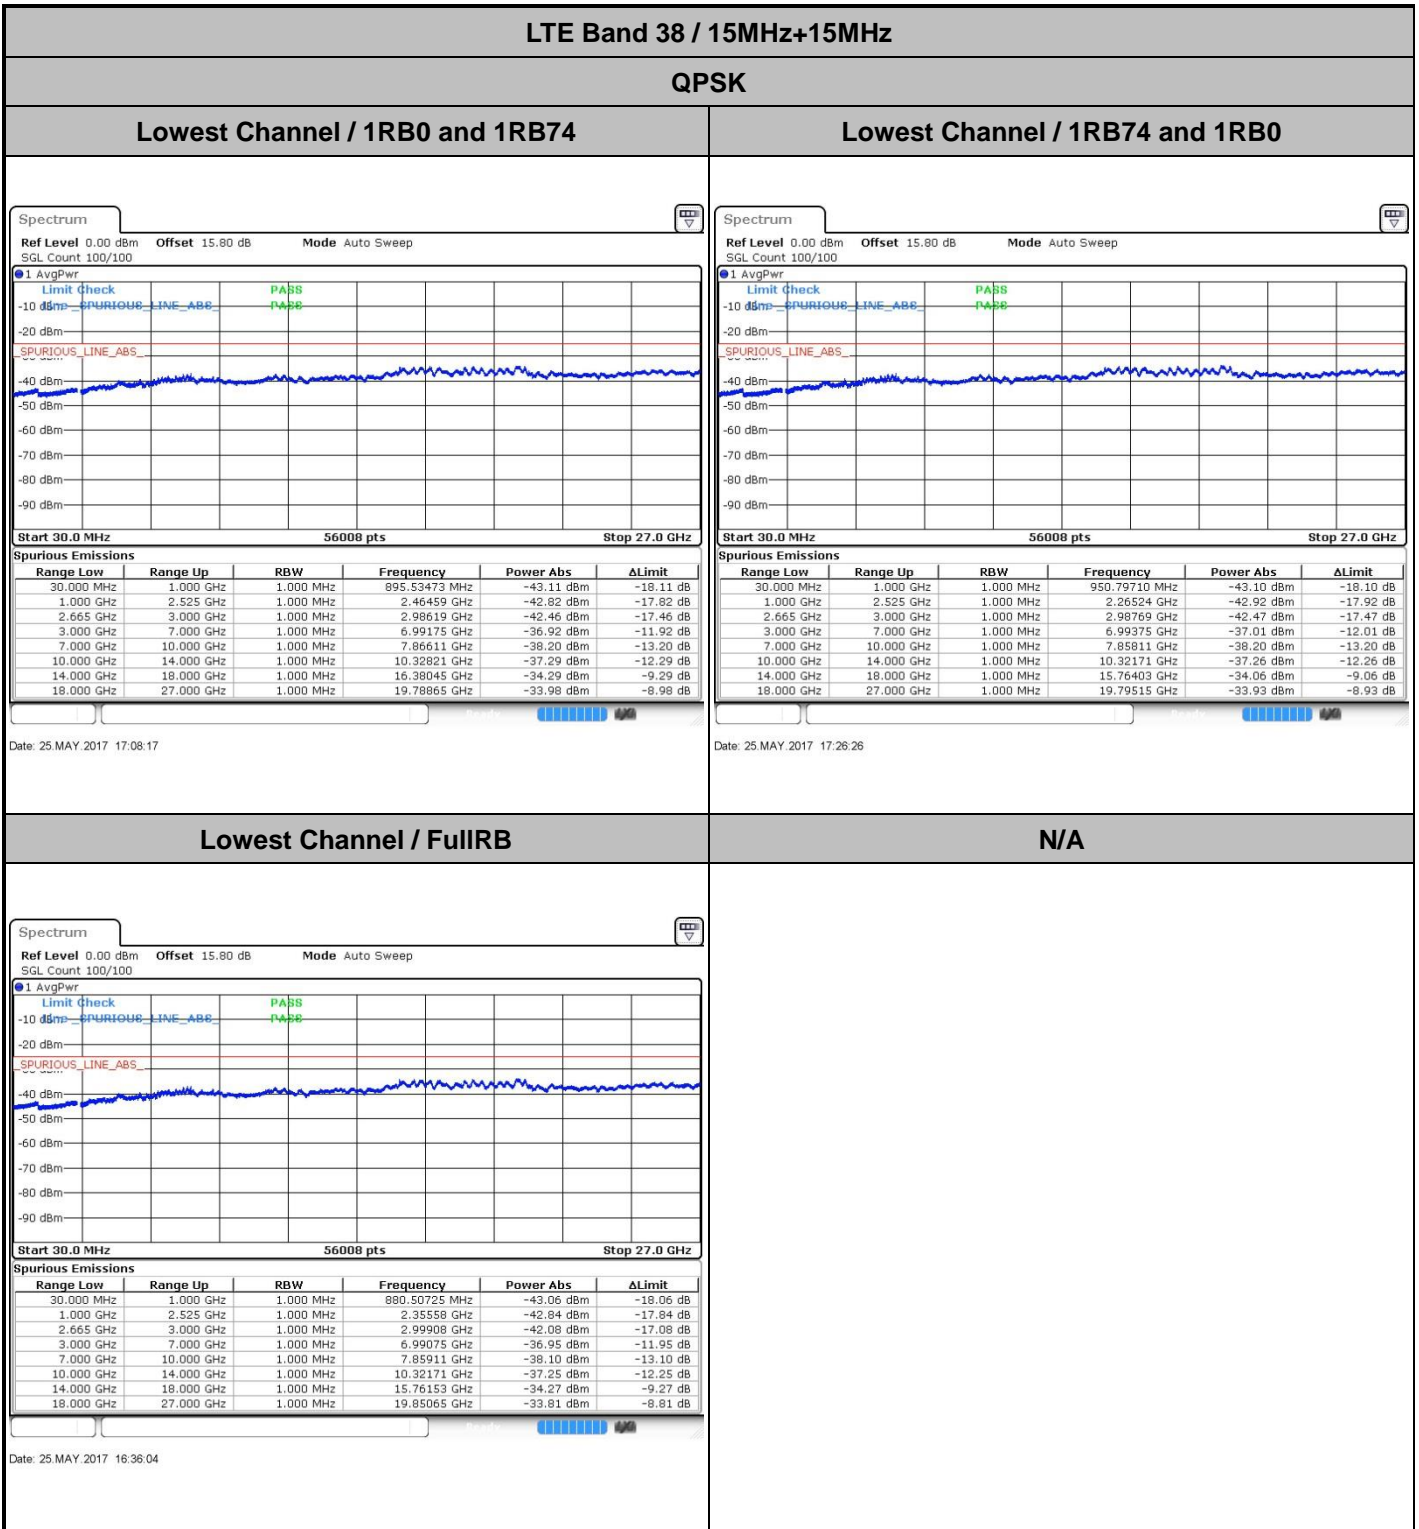 LTE Band 38 / 15MHz+15MHz
QPSK
Lowest Channel / 1RB0 and 1RB74
Lowest Channel / 1RB74 and 1RB0
Spectrum
Ref Level 0.00 dBm Offset 15.80 dB Mode Auto Sweep
SGL Count 100/100
1 AvgPwr
Limit Check PASS
-10 dBm
Line _SPURIOUS_LINE_ABS_ PASS
-20 dBm
_SPURIOUS_LINE_ABS_
-40 dBm
-50 dBm
-60 dBm
-70 dBm
-80 dBm
-90 dBm
Start 30.0 MHz 56008 pts Stop 27.0 GHz
Spurious Emissions
Range Low Range Up RBW Frequency Power Abs ΔLimit
30.000 MHz 1.000 GHz 1.000 MHz 895.53473 MHz -43.11 dBm -18.11 dB
1.000 GHz 2.525 GHz 1.000 MHz 2.46459 GHz -42.82 dBm -17.82 dB
2.665 GHz 3.000 GHz 1.000 MHz 2.98619 GHz -42.46 dBm -17.46 dB
3.000 GHz 7.000 GHz 1.000 MHz 6.99175 GHz -36.92 dBm -11.92 dB
7.000 GHz 10.000 GHz 1.000 MHz 7.86611 GHz -38.20 dBm -13.20 dB
10.000 GHz 14.000 GHz 1.000 MHz 10.32821 GHz -37.29 dBm -12.29 dB
14.000 GHz 18.000 GHz 1.000 MHz 16.38045 GHz -34.29 dBm -9.29 dB
18.000 GHz 27.000 GHz 1.000 MHz 19.78865 GHz -33.98 dBm -8.98 dB
Date: 25.MAY.2017 17:08:17
Spectrum
Ref Level 0.00 dBm Offset 15.80 dB Mode Auto Sweep
SGL Count 100/100
1 AvgPwr
Limit Check PASS
-10 dBm
Line _SPURIOUS_LINE_ABS_ PASS
-20 dBm
_SPURIOUS_LINE_ABS_
-40 dBm
-50 dBm
-60 dBm
-70 dBm
-80 dBm
-90 dBm
Start 30.0 MHz 56008 pts Stop 27.0 GHz
Spurious Emissions
Range Low Range Up RBW Frequency Power Abs ΔLimit
30.000 MHz 1.000 GHz 1.000 MHz 950.79710 MHz -43.10 dBm -18.10 dB
1.000 GHz 2.525 GHz 1.000 MHz 2.26524 GHz -42.92 dBm -17.92 dB
2.665 GHz 3.000 GHz 1.000 MHz 2.98769 GHz -42.47 dBm -17.47 dB
3.000 GHz 7.000 GHz 1.000 MHz 6.99375 GHz -37.01 dBm -12.01 dB
7.000 GHz 10.000 GHz 1.000 MHz 7.85811 GHz -38.20 dBm -13.20 dB
10.000 GHz 14.000 GHz 1.000 MHz 10.32171 GHz -37.26 dBm -12.26 dB
14.000 GHz 18.000 GHz 1.000 MHz 15.76403 GHz -34.06 dBm -9.06 dB
18.000 GHz 27.000 GHz 1.000 MHz 19.79515 GHz -33.93 dBm -8.93 dB
Date: 25.MAY.2017 17:26:26
Lowest Channel / FullRB
N/A
Spectrum
Ref Level 0.00 dBm Offset 15.80 dB Mode Auto Sweep
SGL Count 100/100
1 AvgPwr
Limit Check PASS
-10 dBm
Line _SPURIOUS_LINE_ABS_ PASS
-20 dBm
_SPURIOUS_LINE_ABS_
-40 dBm
-50 dBm
-60 dBm
-70 dBm
-80 dBm
-90 dBm
Start 30.0 MHz 56008 pts Stop 27.0 GHz
Spurious Emissions
Range Low Range Up RBW Frequency Power Abs ΔLimit
30.000 MHz 1.000 GHz 1.000 MHz 880.50725 MHz -43.06 dBm -18.06 dB
1.000 GHz 2.525 GHz 1.000 MHz 2.35558 GHz -42.84 dBm -17.84 dB
2.665 GHz 3.000 GHz 1.000 MHz 2.99908 GHz -42.08 dBm -17.08 dB
3.000 GHz 7.000 GHz 1.000 MHz 6.99075 GHz -36.95 dBm -11.95 dB
7.000 GHz 10.000 GHz 1.000 MHz 7.85911 GHz -38.10 dBm -13.10 dB
10.000 GHz 14.000 GHz 1.000 MHz 10.32171 GHz -37.25 dBm -12.25 dB
14.000 GHz 18.000 GHz 1.000 MHz 15.76153 GHz -34.27 dBm -9.27 dB
18.000 GHz 27.000 GHz 1.000 MHz 19.85065 GHz -33.81 dBm -8.81 dB
Date: 25.MAY.2017 16:36:04